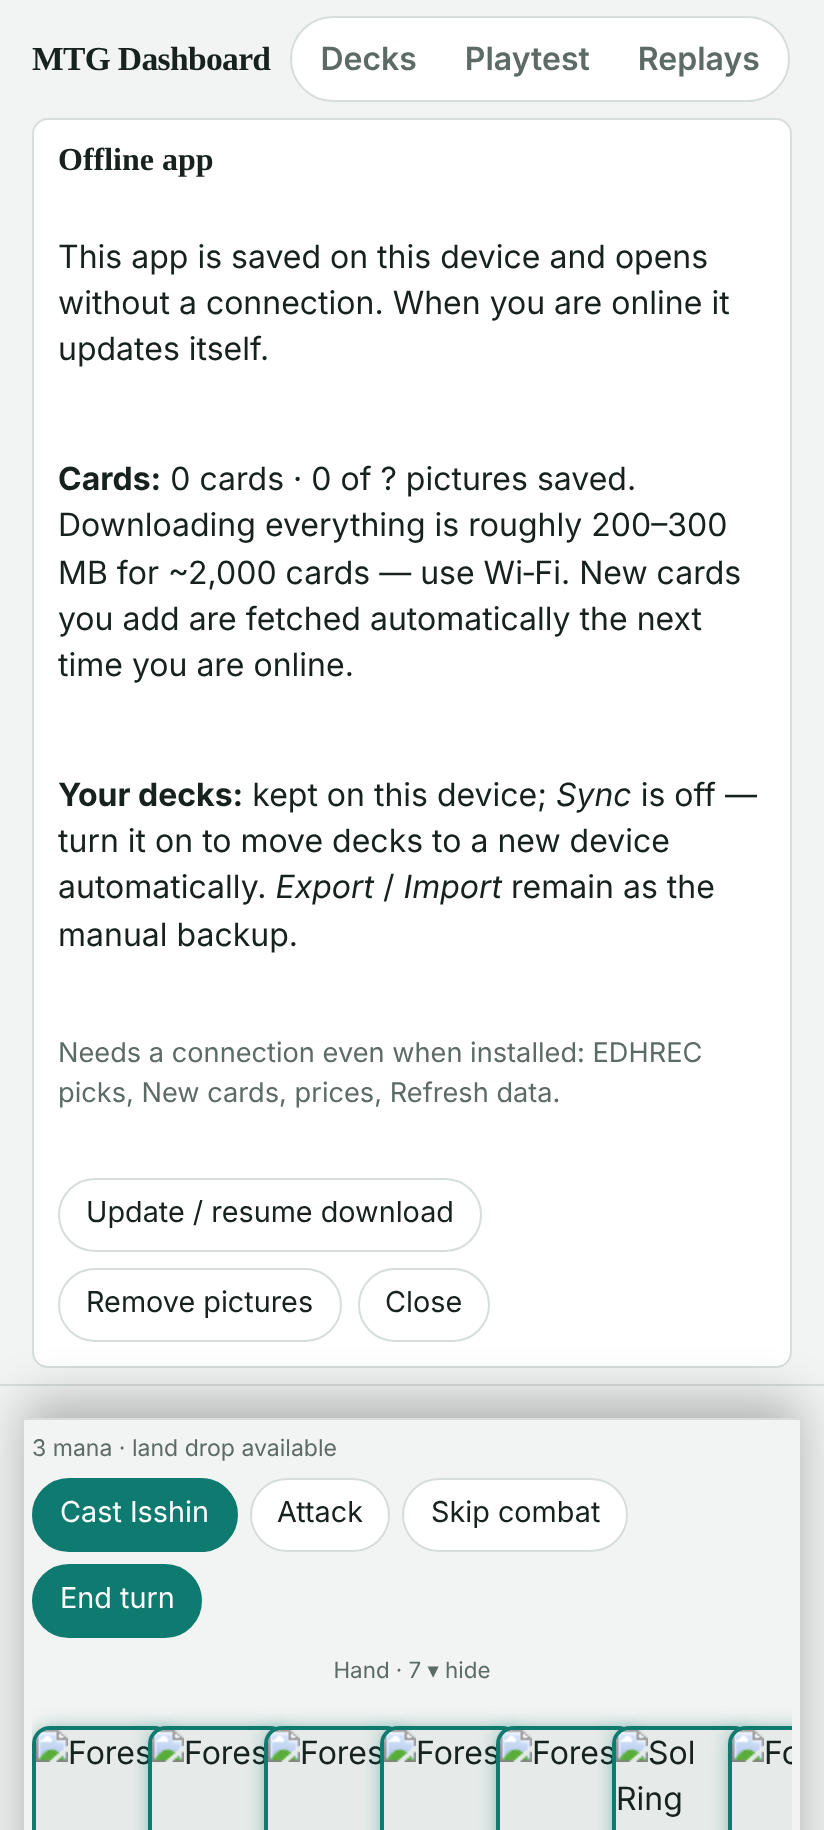 MTG Dashboard Decks Playtest Replays
Offline app
This app is saved on this device and opens
without a connection. When you are online it
updates itself.
Cards: 0 cards · 0 of ? pictures saved.
Downloading everything is roughly 200–300
MB for ~2,000 cards — use Wi-Fi. New cards
you add are fetched automatically the next
time you are online.
Your decks: kept on this device; Sync is off —
turn it on to move decks to a new device
automatically. Export / Import remain as the
manual backup.
Needs a connection even when installed: EDHREC
picks, New cards, prices, Refresh data.
Update / resume download
Remove pictures Close
3 mana · land drop available
Cast Isshin Attack Skip combat
End turn
Hand · 7 ▾ hide
Fores Fores Fores Fores Fores Sol Fo
Ring